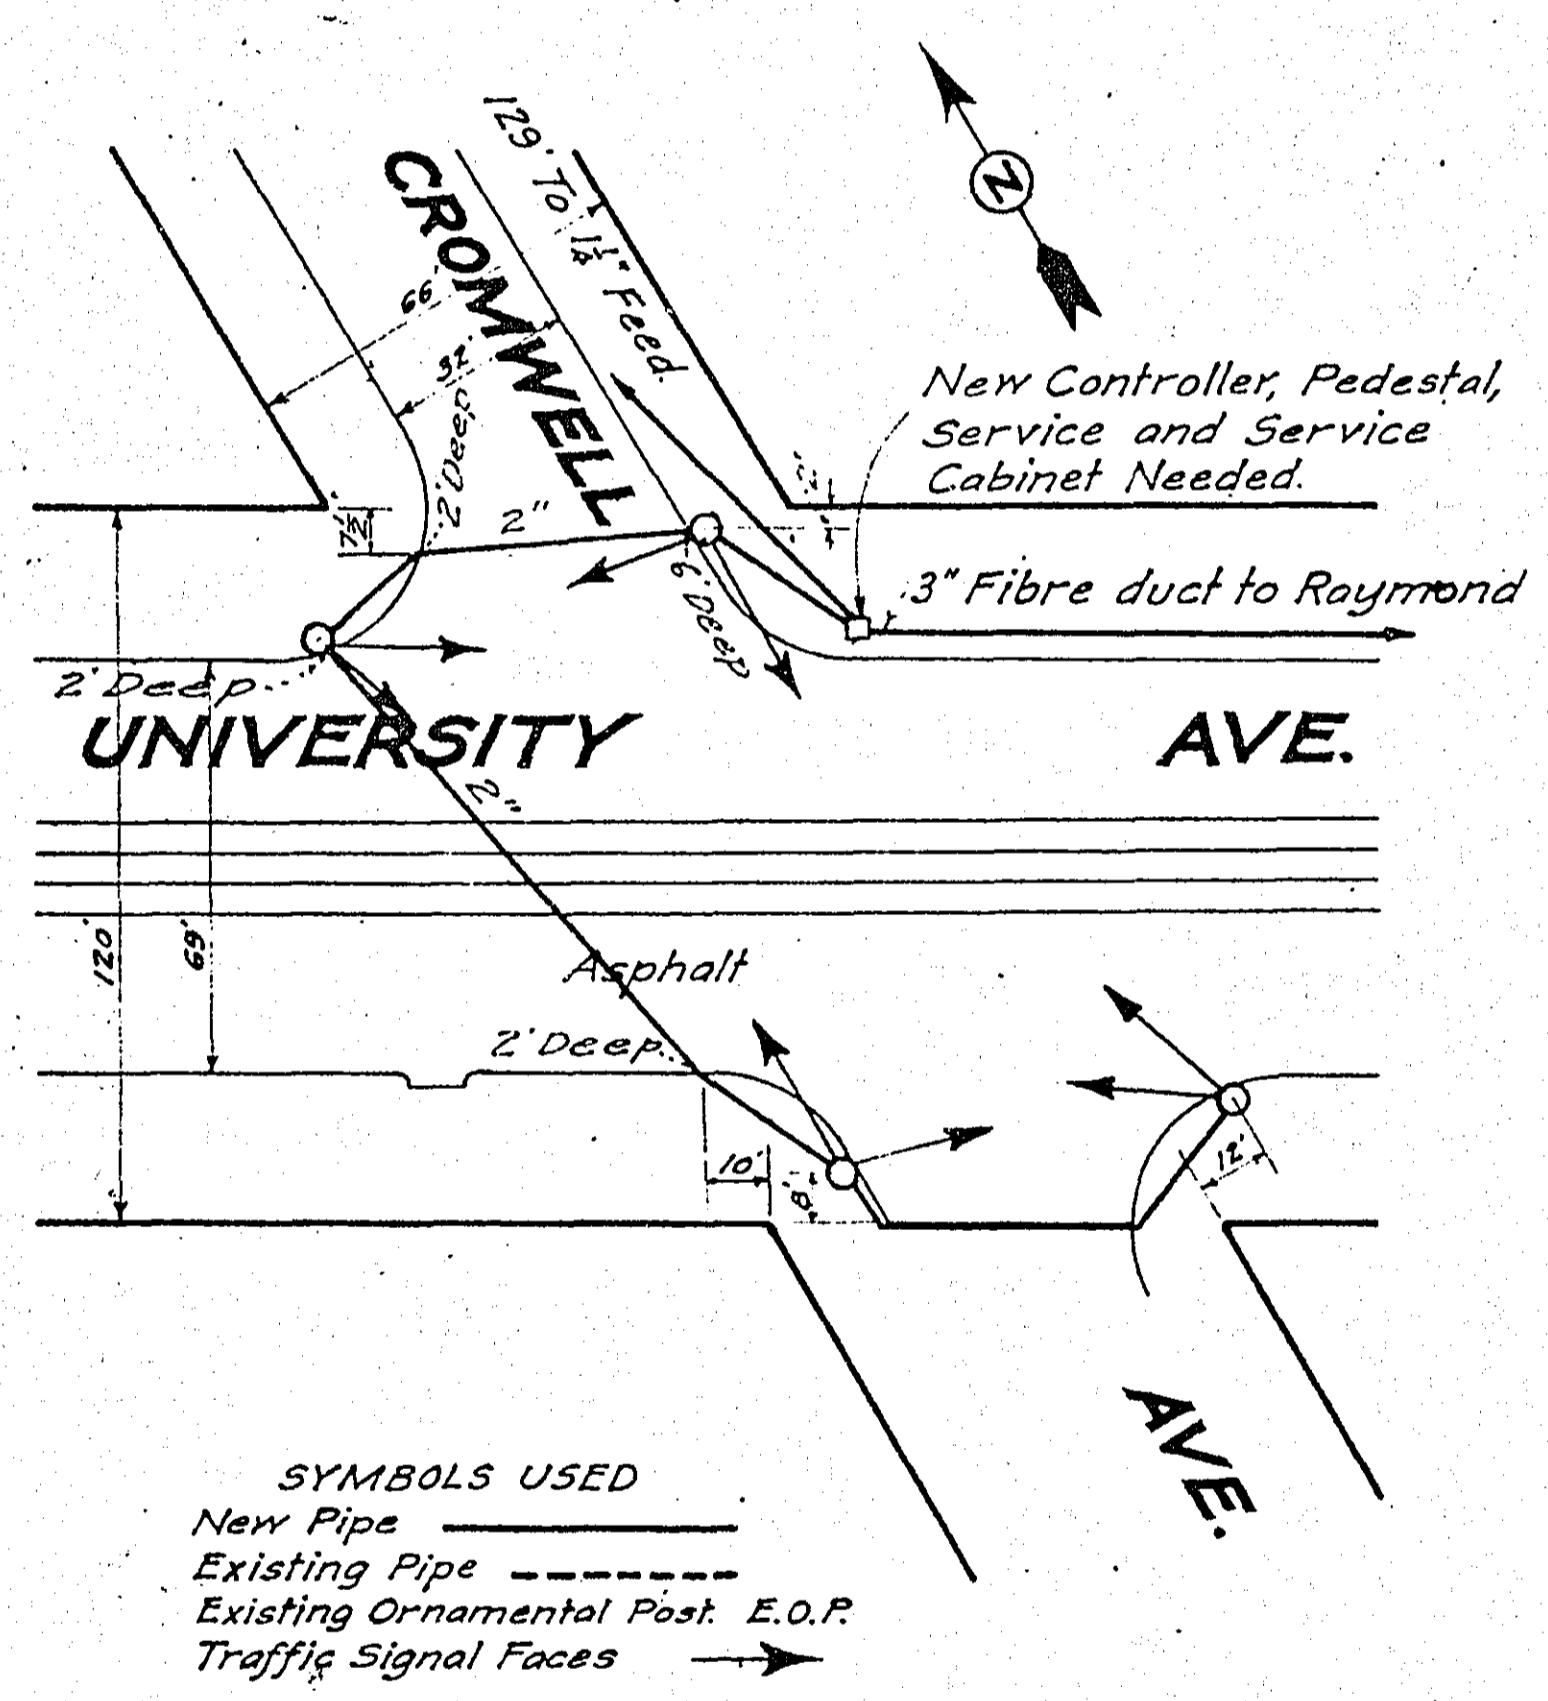 129' To 1¼" Feed.
CROMWELL
Z
66'
32'
2' Deep
New Controller, Pedestal,
Service and Service
Cabinet Needed.
7½'
2"
2'
6' Deep
3" Fibre duct to Raymond
2' Deep
UNIVERSITY AVE.
2"
120'
69'
Asphalt
2' Deep
10'
8'
12'
AVE.
SYMBOLS USED
New Pipe
Existing Pipe
Existing Ornamental Post. E.O.P.
Traffic Signal Faces